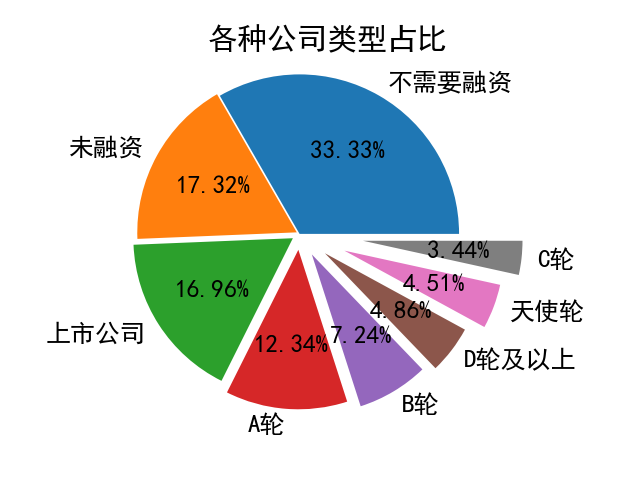 各种公司类型占比
不需要融资
33.33%
未融资
17.32%
上市公司
16.96%
A轮
12.34%
B轮
7.24%
D轮及以上
4.86%
天使轮
4.51%
C轮
3.44%